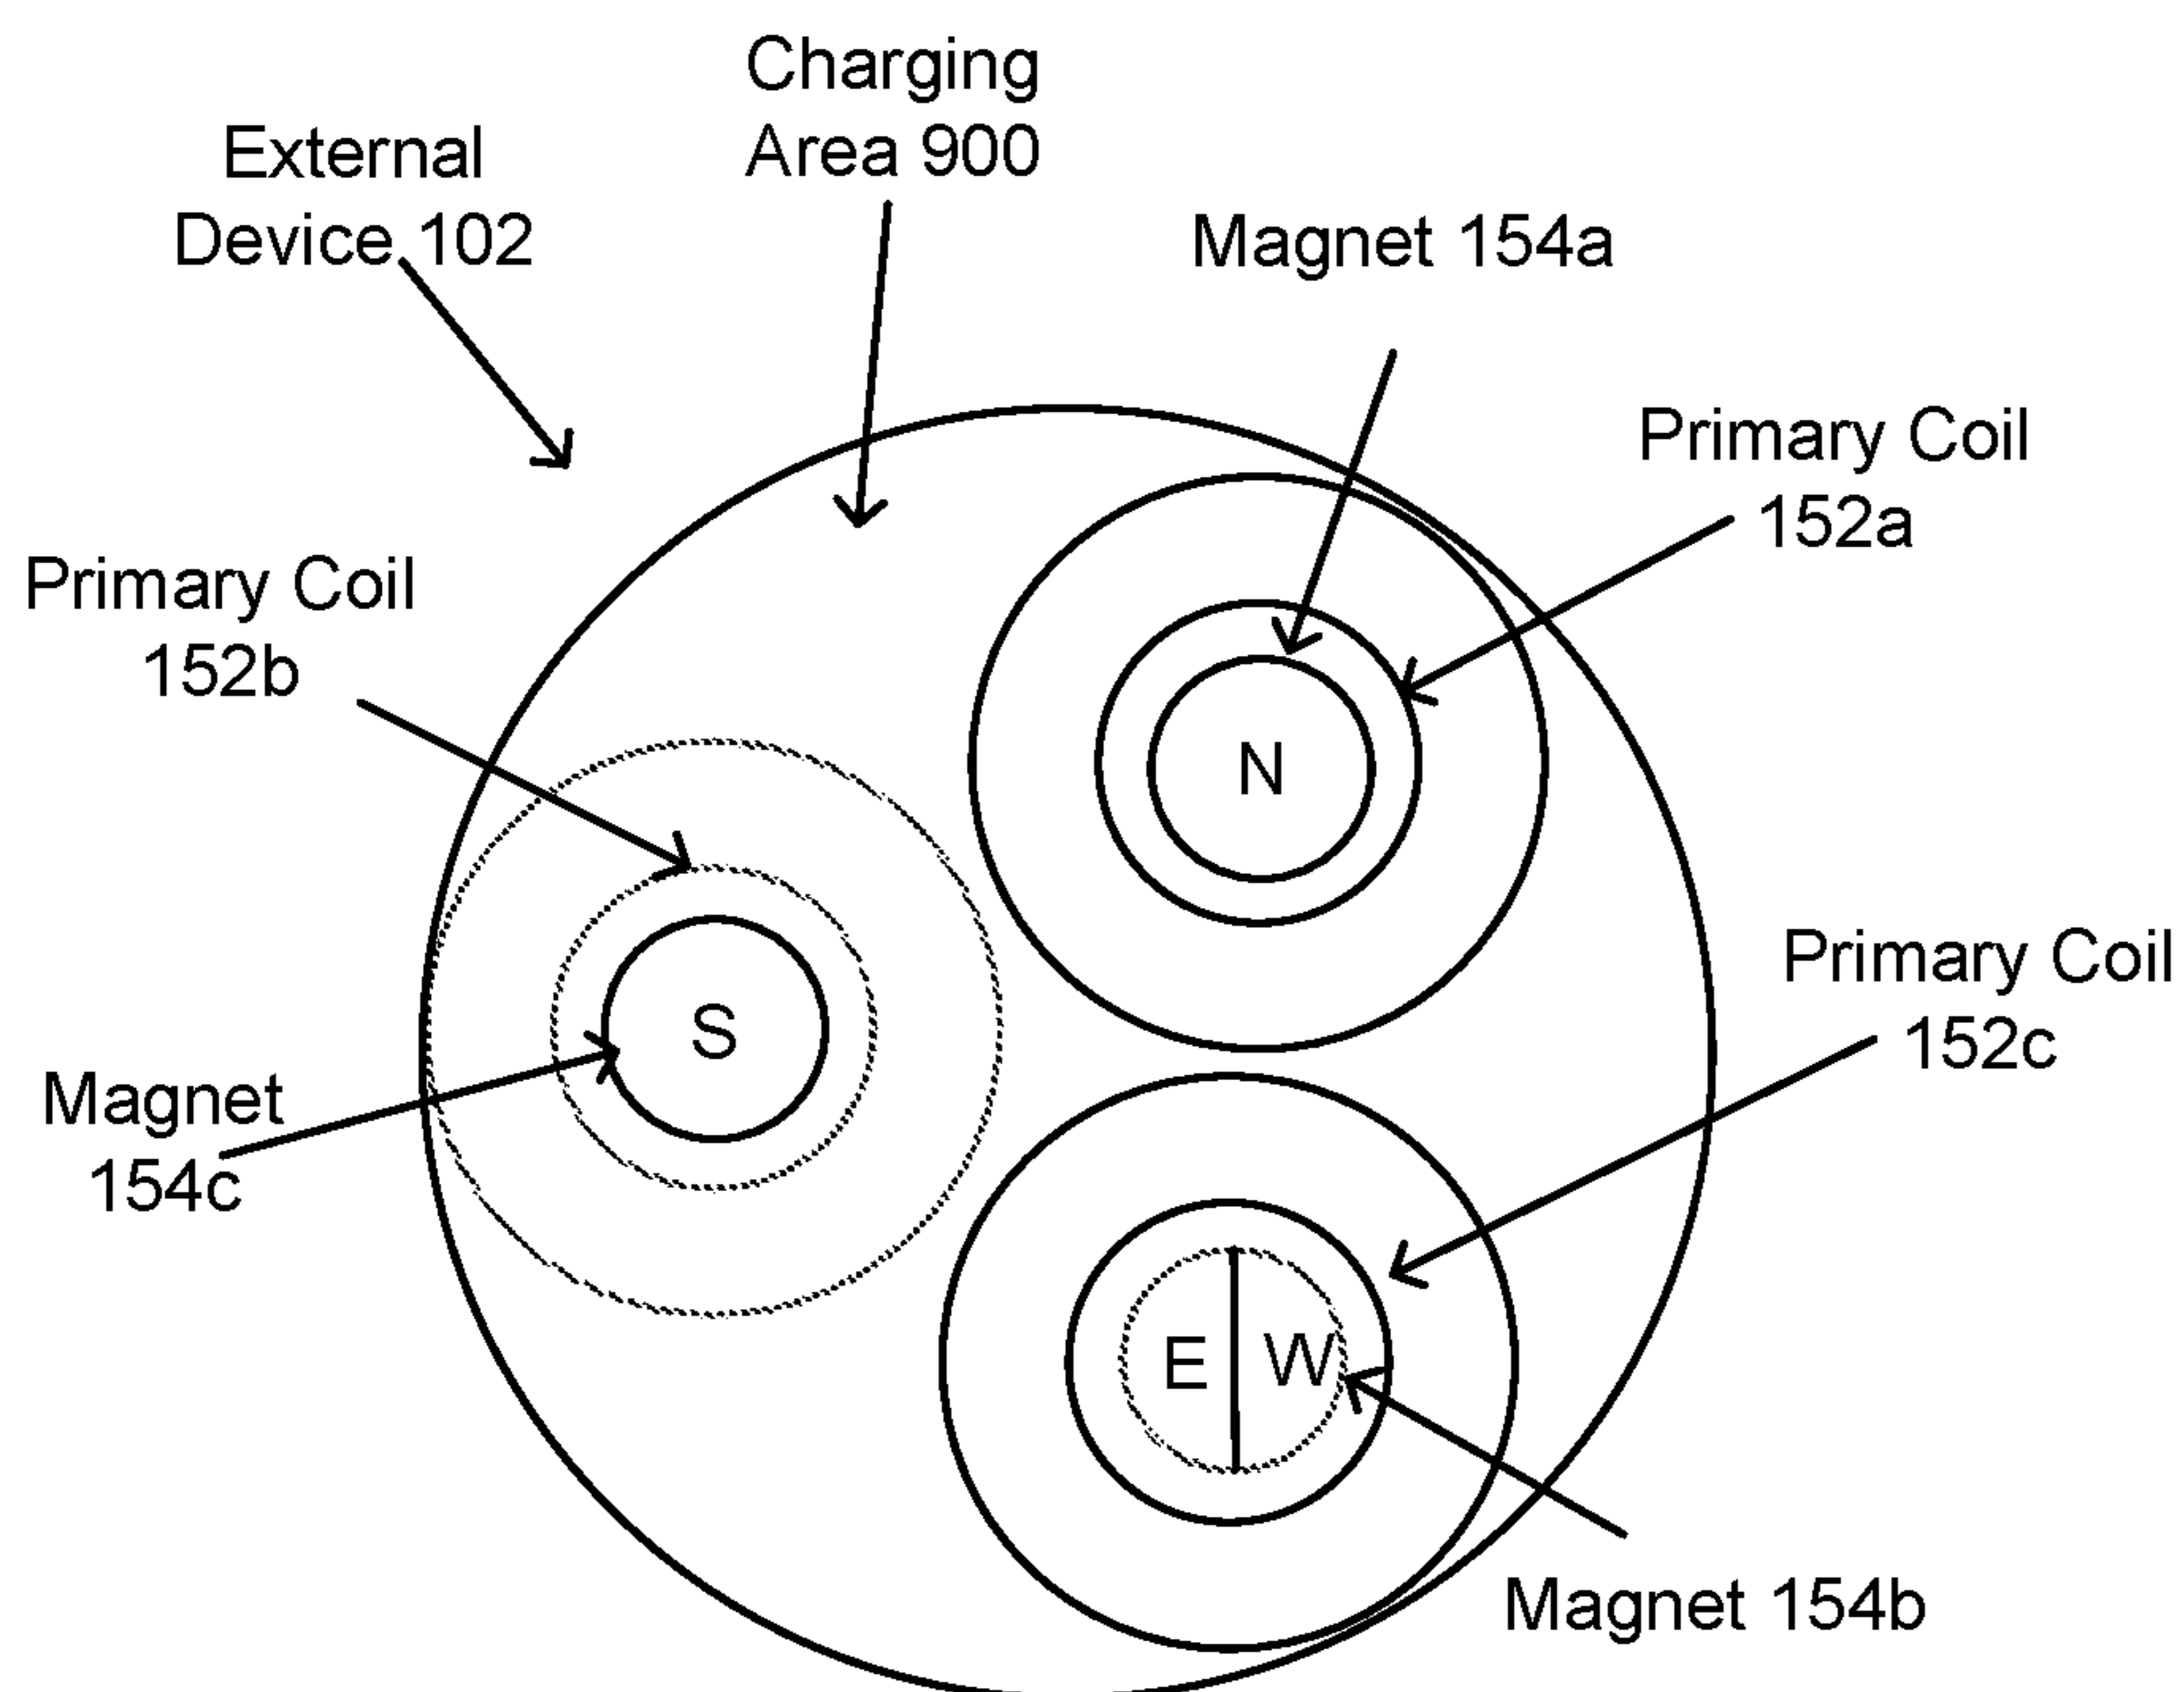 Charging
Area 900
External
Device 102
Magnet 154a
Primary Coil
152a
Primary Coil
152b
N
Primary Coil
152c
S
Magnet
154c
E
W
Magnet 154b